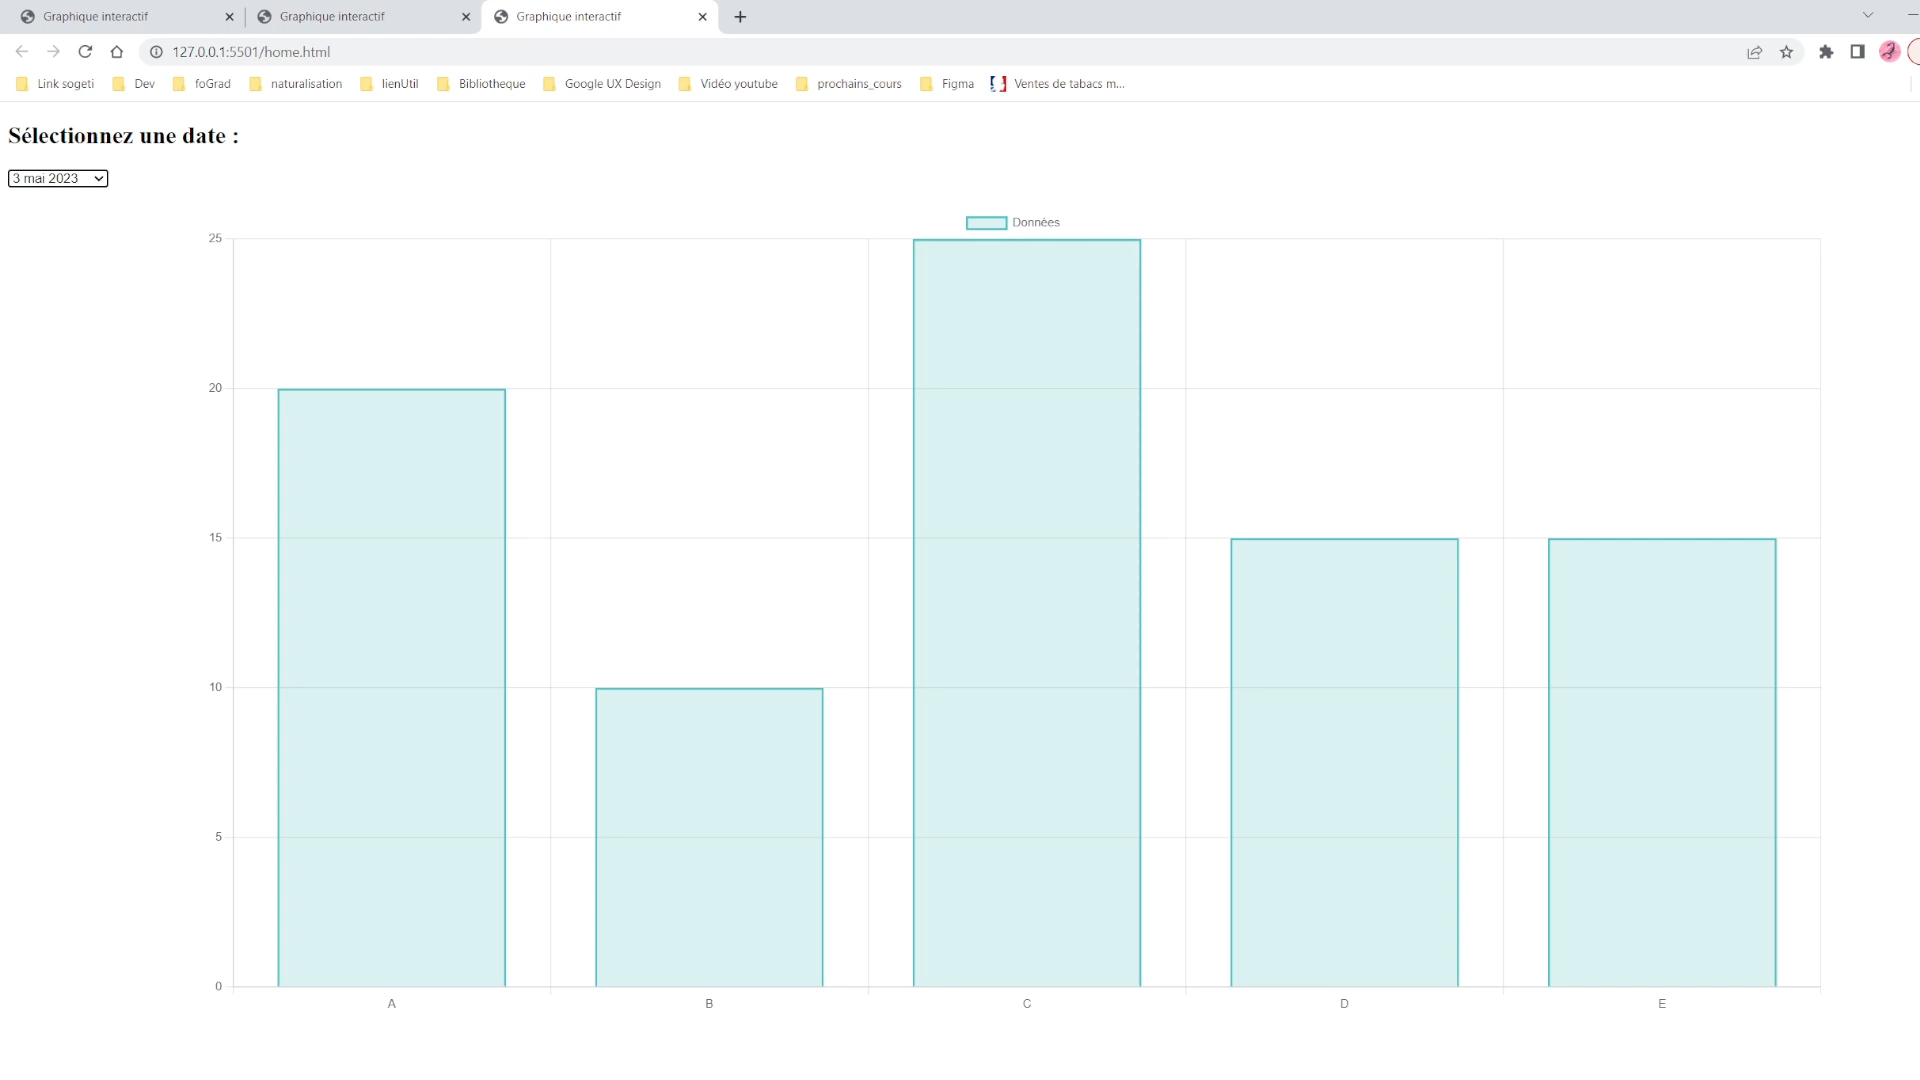 Graphique interactif
Graphique interactif
Graphique interactif
127.0.0.1:5501/home.html
Link sogeti
Dev
foGrad
naturalisation
lienUtil
Bibliotheque
Google UX Design
Vidéo youtube
prochains_cours
Figma
Ventes de tabacs m...
Sélectionnez une date :
3 mai 2023
Données
25
20
15
10
5
0
A
B
C
D
E